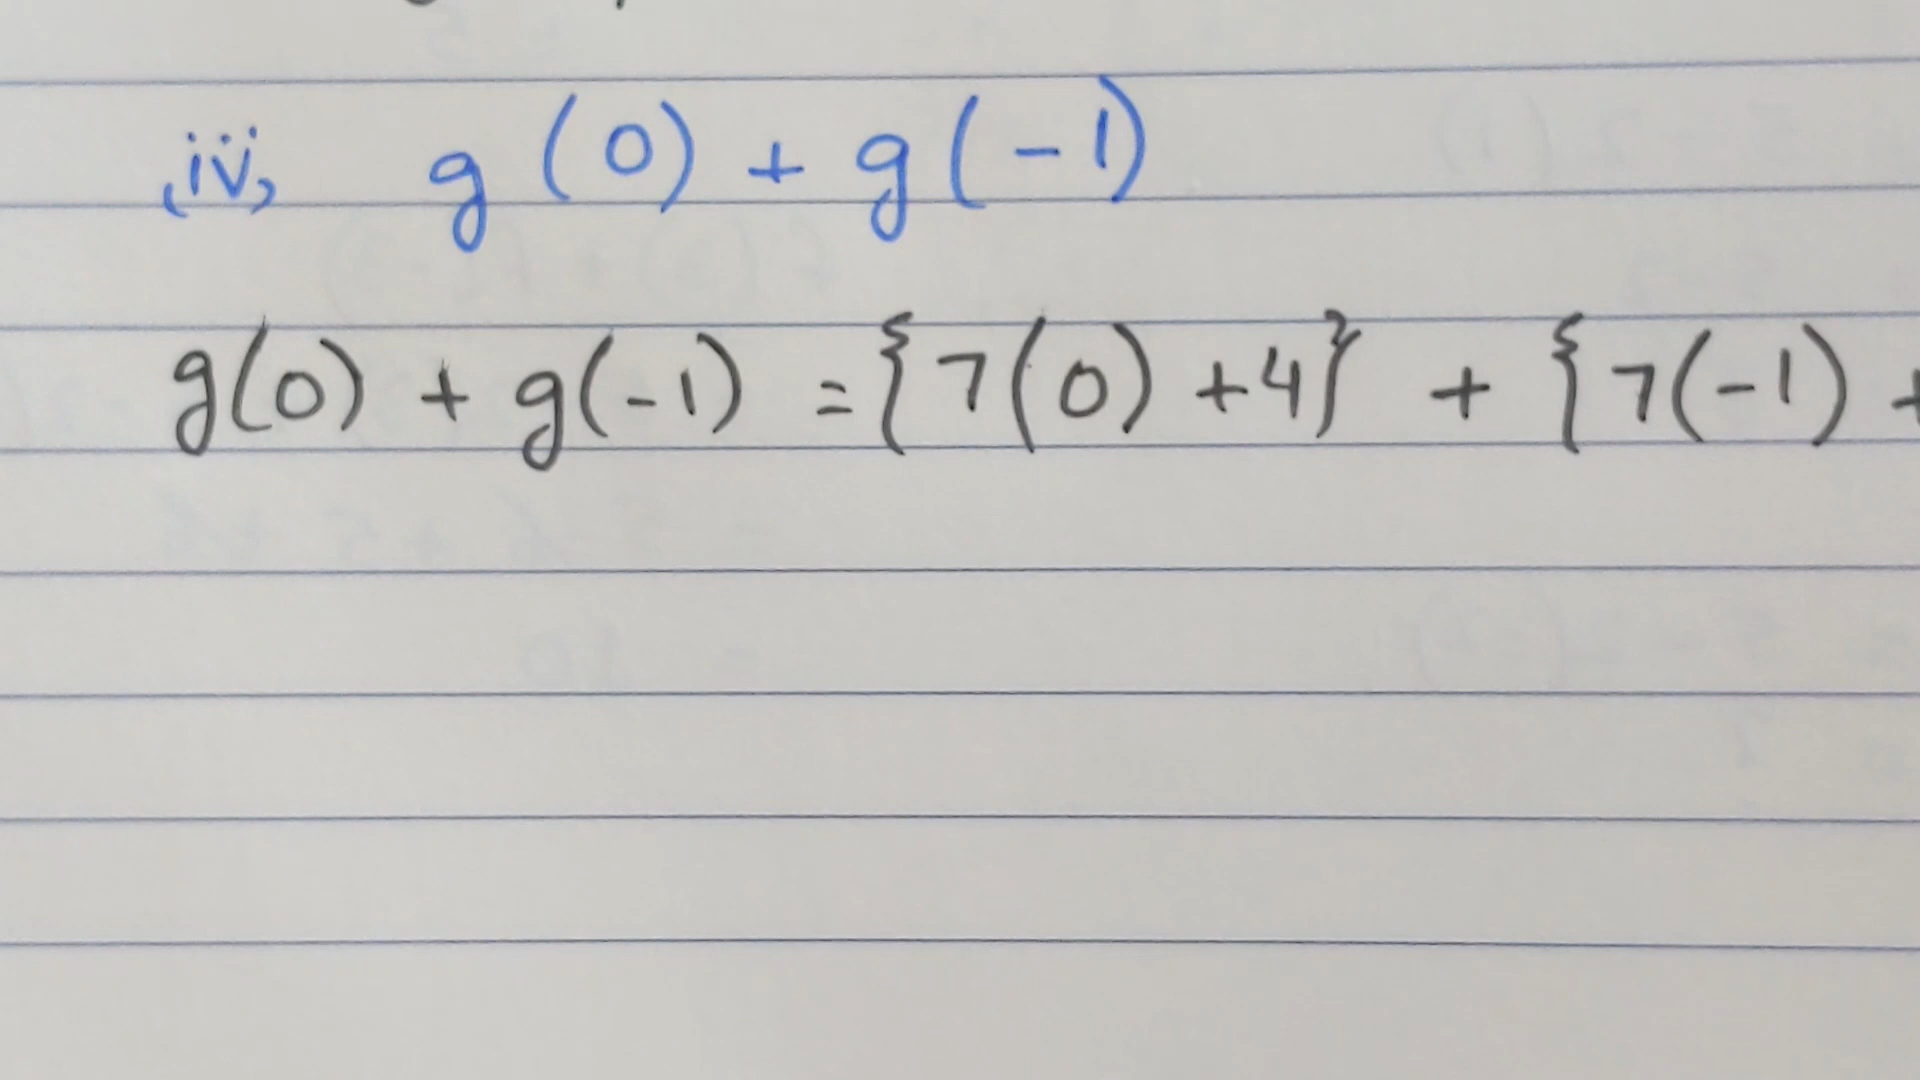 (iv) g(0) + g(-1)
g(0) + g(-1) = {7(0) +4} + {7(-1) +